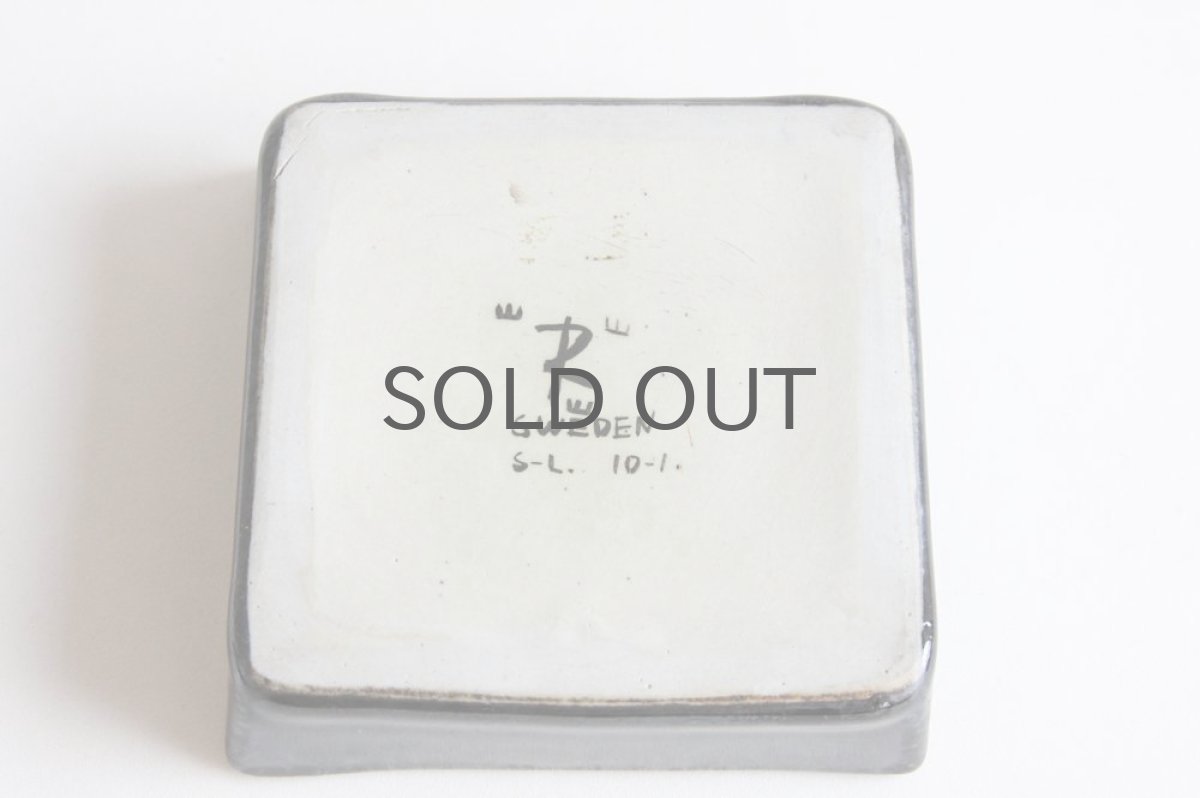 E
R E
E
SOLD OUT
SWEDEN
S-L. 10-1.